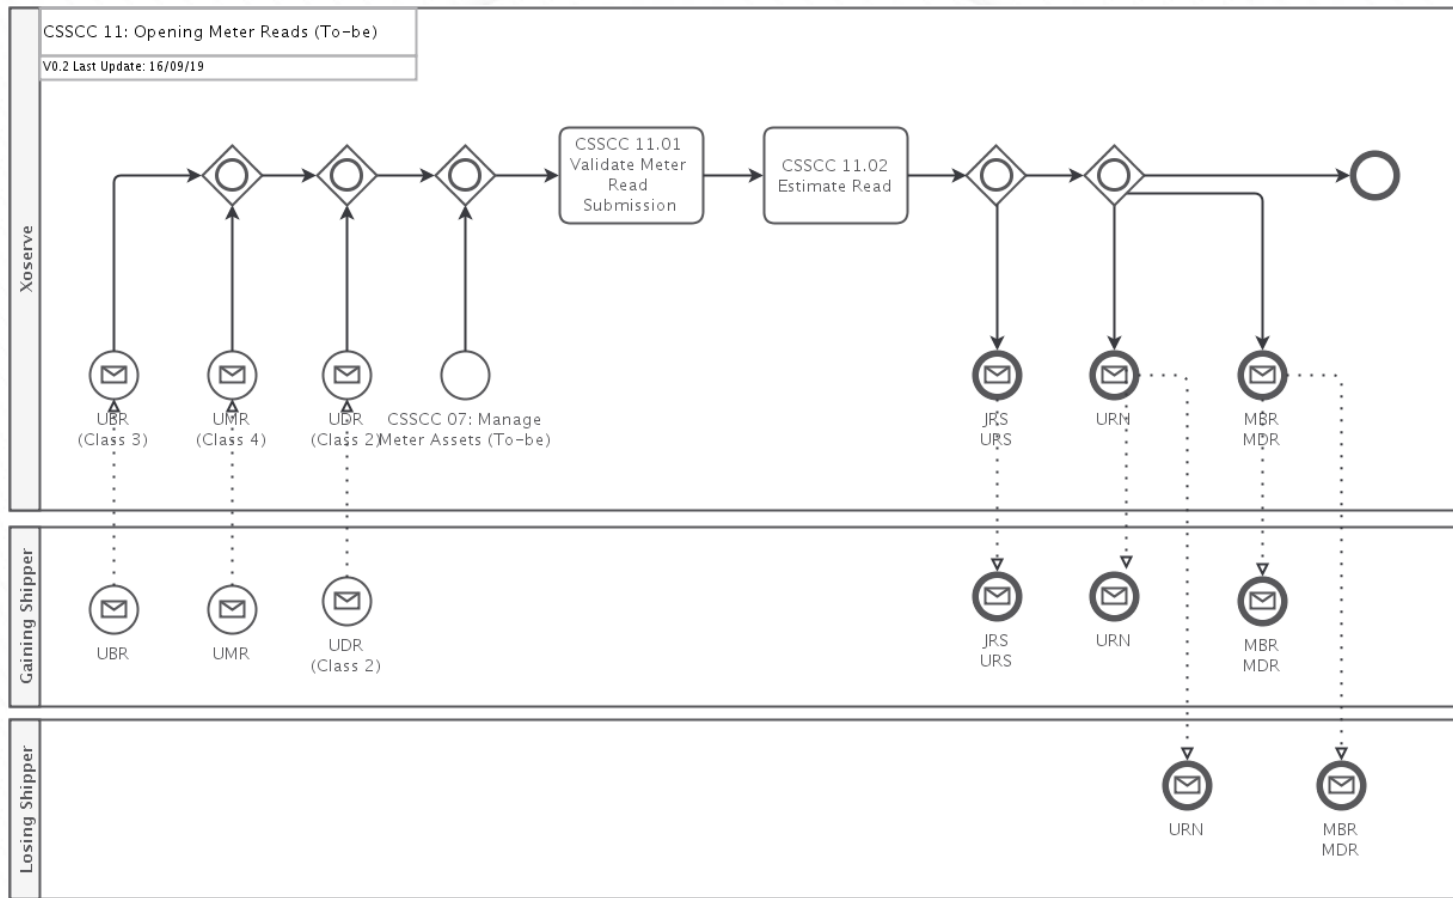 CSSCC 11: Opening Meter Reads (To-be)
V0.2 Last Update: 16/09/19
Xoserve
CSSCC 11.01
Validate Meter
Read
Submission
CSSCC 11.02
Estimate Read
UBR
(Class 3)
UMR
(Class 4)
UDR
(Class 2)
CSSCC 07: Manage
Meter Assets (To-be)
JRS
URS
URN
MBR
MDR
Gaining Shipper
UBR
UMR
UDR
(Class 2)
JRS
URS
URN
MBR
MDR
Losing Shipper
URN
MBR
MDR